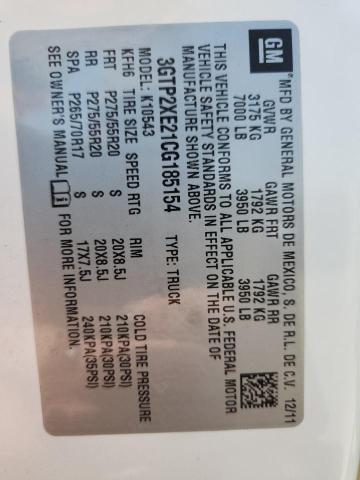 GM
MFD BY GENERAL MOTORS DE MEXICO, S. DE R.L. DE C.V. 12/11
GVWR GAWR FRT GAWR RR
3175 KG 1792 KG 1792 KG
7000 LB 3950 LB 3950 LB
THIS VEHICLE CONFORMS TO ALL APPLICABLE U.S. FEDERAL MOTOR
VEHICLE SAFETY STANDARDS IN EFFECT ON THE DATE OF
MANUFACTURE SHOWN ABOVE.
3GTP2XE21CG185154 TYPE: TRUCK
MODEL: K10543
KFH6 TIRE SIZE SPEED RTG RIM COLD TIRE PRESSURE
FRT P275/55R20 S 20X8.5J 210KPA(30PSI)
RR P275/55R20 S 20X8.5J 210KPA(30PSI)
SPA P265/70R17 S 17X7.5J 240KPA(35PSI)
SEE OWNER'S MANUAL FOR MORE INFORMATION.